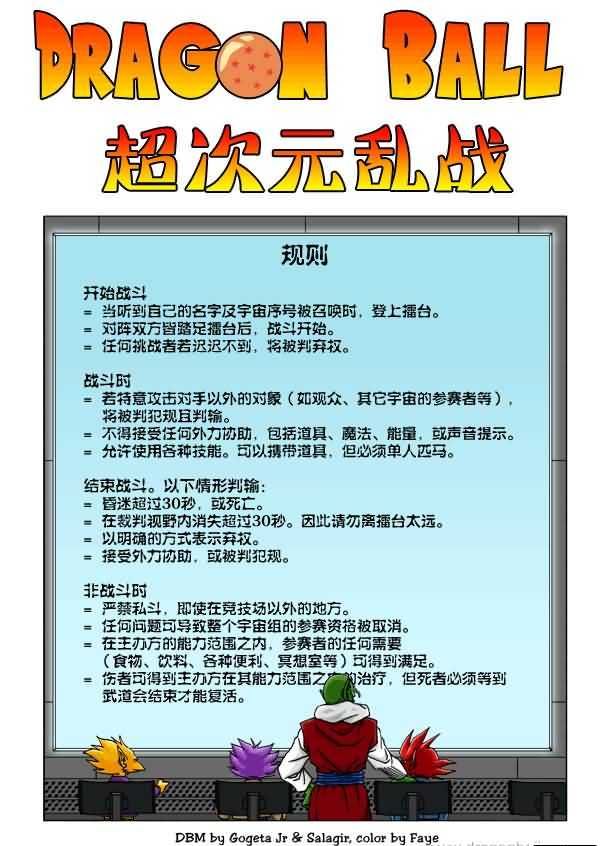 DRAGON BALL
超次元乱战
规则
开始战斗
= 当听到自己的名字及宇宙序号被召唤时，登上擂台。
= 对阵双方皆踏足擂台后，战斗开始。
= 任何挑战者若迟迟不到，将被判弃权。
战斗时
= 若特意攻击对手以外的对象（如观众、其它宇宙的参赛者等），
将被判犯规且判输。
= 不得接受任何外力协助，包括道具、魔法、能量，或声音提示。
= 允许使用各种技能。可以携带道具，但必须单人匹马。
结束战斗。以下情形判输：
= 昏迷超过30秒，或死亡。
= 在裁判视野内消失超过30秒。因此请勿离擂台太远。
= 以明确的方式表示弃权。
= 接受外力协助，或被判犯规。
非战斗时
= 严禁私斗，即使在竞技场以外的地方。
= 任何问题可导致整个宇宙组的参赛资格被取消。
= 在主办方的能力范围之内，参赛者的任何需要
（食物、饮料、各种便利、冥想室等）可得到满足。
= 伤者可得到主办方在其能力范围之内的治疗，但死者必须等到
武道会结束才能复活。
DBM by Gogeta Jr & Salagir, color by Faye